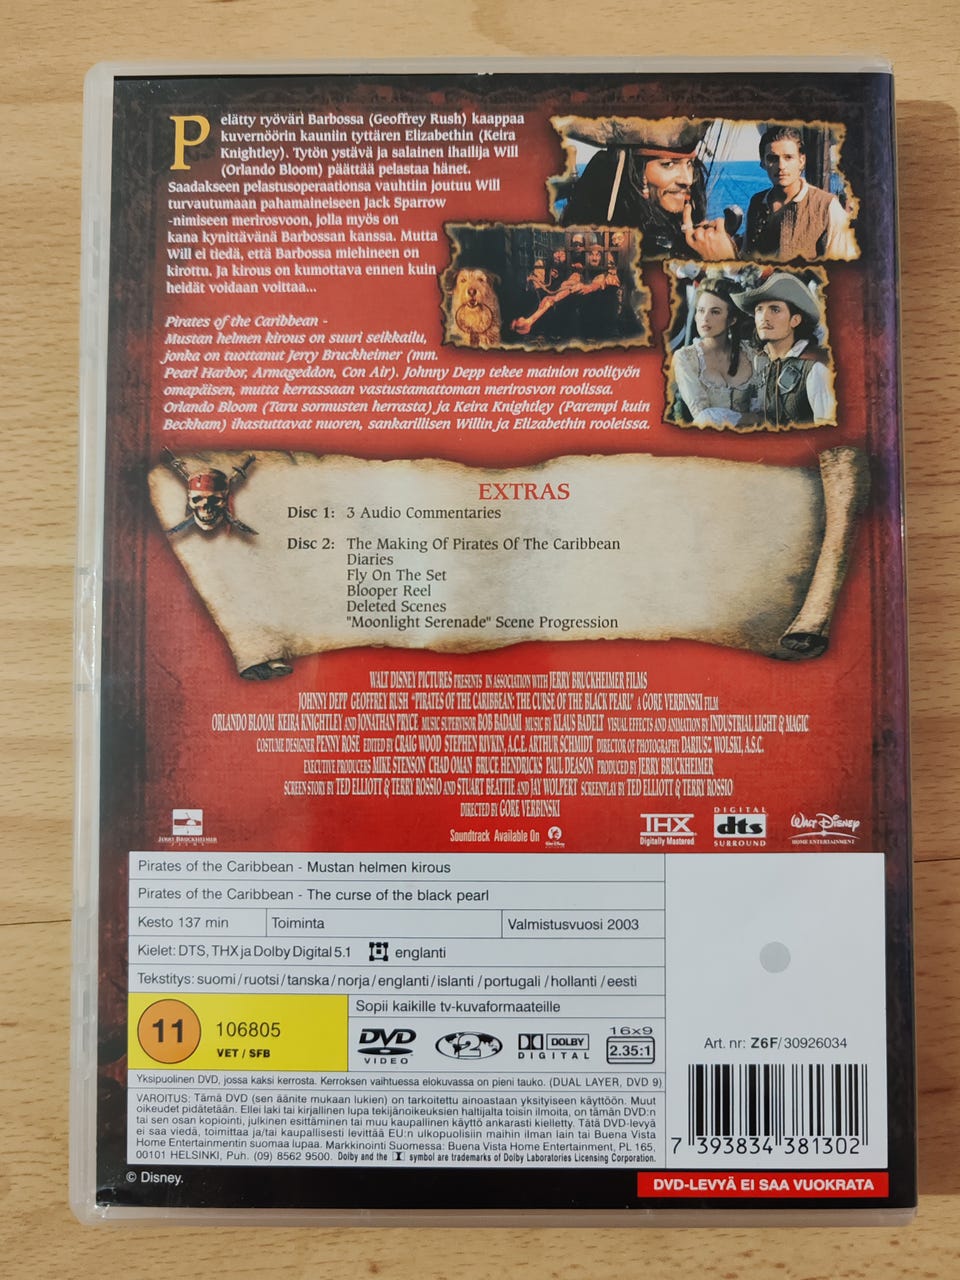 Pelätty ryöväri Barbossa (Geoffrey Rush) kaappaa
kuvernöörin kauniin tyttären Elizabethin (Keira
Knightley). Tytön ystävä ja salainen ihailija Will
(Orlando Bloom) päättää pelastaa hänet.
Saadakseen pelastusoperaationsa vauhtiin joutuu Will
turvautumaan pahamaineiseen Jack Sparrow
-nimiseen merirosvoon, jolla myös on
kana kynittävänä Barbossan kanssa. Mutta
Will ei tiedä, että Barbossa miehineen on
kirottu. Ja kirous on kumottava ennen kuin
heidät voidaan voittaa...
Pirates of the Caribbean -
Mustan helmen kirous on suuri seikkailu,
jonka on tuottanut Jerry Bruckheimer (mm.
Pearl Harbor, Armageddon, Con Air). Johnny Depp tekee mainion roolityön
omapäisen, mutta kerrassaan vastustamattoman merirosvon roolissa.
Orlando Bloom (Taru sormusten herrasta) ja Keira Knightley (Parempi kuin
Beckham) ihastuttavat nuoren, sankarillisen Willin ja Elizabethin rooleissa.
EXTRAS
Disc 1: 3 Audio Commentaries
Disc 2: The Making Of Pirates Of The Caribbean
Diaries
Fly On The Set
Blooper Reel
Deleted Scenes
"Moonlight Serenade" Scene Progression
WALT DISNEY PICTURES PRESENTS IN ASSOCIATION WITH JERRY BRUCKHEIMER FILMS
JOHNNY DEPP GEOFFREY RUSH "PIRATES OF THE CARIBBEAN: THE CURSE OF THE BLACK PEARL" A GORE VERBINSKI FILM
ORLANDO BLOOM KEIRA KNIGHTLEY AND JONATHAN PRYCE MUSIC SUPERVISOR BOB BADAMI MUSIC BY KLAUS BADELT VISUAL EFFECTS AND ANIMATION BY INDUSTRIAL LIGHT & MAGIC
COSTUME DESIGNER PENNY ROSE EDITED BY CRAIG WOOD STEPHEN RIVKIN, A.C.E. ARTHUR SCHMIDT DIRECTOR OF PHOTOGRAPHY DARIUSZ WOLSKI, A.S.C.
EXECUTIVE PRODUCERS MIKE STENSON CHAD OMAN BRUCE HENDRICKS PAUL DEASON PRODUCED BY JERRY BRUCKHEIMER
SCREEN STORY BY TED ELLIOTT & TERRY ROSSIO AND STUART BEATTIE AND JAY WOLPERT SCREENPLAY BY TED ELLIOTT & TERRY ROSSIO
DIRECTED BY GORE VERBINSKI
JERRY BRUCKHEIMER
FILMS
Soundtrack Available On
THX
Digitally Mastered
DIGITAL
dts
SURROUND
WALT DISNEY
HOME ENTERTAINMENT
Pirates of the Caribbean - Mustan helmen kirous
Pirates of the Caribbean - The curse of the black pearl
Kesto 137 min Toiminta Valmistusvuosi 2003
Kielet: DTS, THX ja Dolby Digital 5.1 englanti
Tekstitys: suomi/ruotsi/tanska/norja/englanti/islanti/portugali/hollanti/eesti
11 106805
VET / SFB
Sopii kaikille tv-kuvaformaateille
DVD
VIDEO
2
DOLBY
DIGITAL
16x9
2.35:1
Yksipuolinen DVD, jossa kaksi kerrosta. Kerroksen vaihtuessa elokuvassa on pieni tauko. (DUAL LAYER, DVD 9)
VAROITUS: Tämä DVD (sen äänite mukaan lukien) on tarkoitettu ainoastaan yksityiseen käyttöön. Muut
oikeudet pidätetään. Ellei laki tai kirjallinen lupa tekijänoikeuksien haltijalta toisin ilmoita, on tämän DVD:n
tai sen osan kopiointi, julkinen esittäminen tai muu kaupallinen käyttö ankarasti kielletty. Tätä DVD-levyä
ei saa viedä, toimittaa ja/tai kaupallisesti levittää EU:n ulkopuolisiin maihin ilman lain tai Buena Vista
Home Entertainmentin suomaa lupaa. Markkinointi Suomessa: Buena Vista Home Entertainment, PL 165,
00101 HELSINKI, Puh. (09) 8562 9500. Dolby and the symbol are trademarks of Dolby Laboratories Licensing Corporation.
Art. nr: Z6F/30926034
7 393834 381302
© Disney.
DVD-LEVYÄ EI SAA VUOKRATA